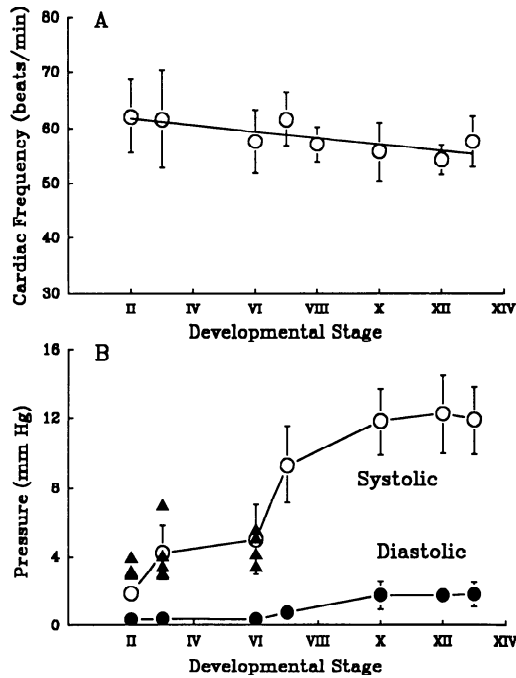 A
Cardiac Frequency (beats/min)
80
70
60
50
40
30
II IV VI VIII X XII XIV
Developmental Stage
B
Pressure (mm Hg)
16
12
8
4
0
Systolic
Diastolic
II IV VI VIII X XII XIV
Developmental Stage